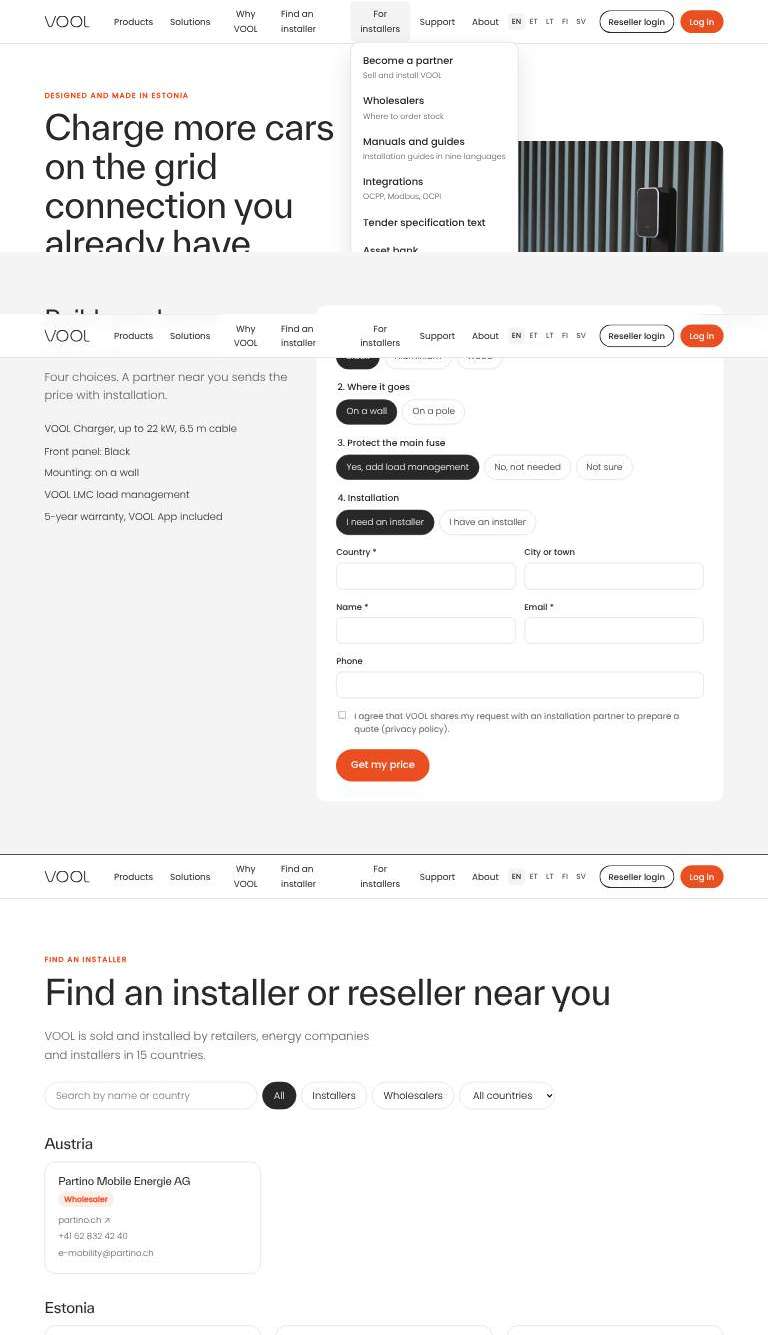 VOOL Products Solutions Why VOOL Find an installer For installers Support About EN ET LT FI SV Reseller login Log in
Become a partner
Sell and install VOOL
Wholesalers
Where to order stock
Manuals and guides
Installation guides in nine languages
Integrations
OCPP, Modbus, OCPI
Tender specification text
Asset bank
DESIGNED AND MADE IN ESTONIA
Charge more cars
on the grid
connection you
already have
VOOL Products Solutions Why VOOL Find an installer For installers Support About EN ET LT FI SV Reseller login Log in
Four choices. A partner near you sends the
price with installation.
VOOL Charger, up to 22 kW, 6.5 m cable
Front panel: Black
Mounting: on a wall
VOOL LMC load management
5-year warranty, VOOL App included
2. Where it goes
On a wall On a pole
3. Protect the main fuse
Yes, add load management No, not needed Not sure
4. Installation
I need an installer I have an installer
Country * City or town
Name * Email *
Phone
I agree that VOOL shares my request with an installation partner to prepare a
quote (privacy policy).
Get my price
VOOL Products Solutions Why VOOL Find an installer For installers Support About EN ET LT FI SV Reseller login Log in
FIND AN INSTALLER
Find an installer or reseller near you
VOOL is sold and installed by retailers, energy companies
and installers in 15 countries.
Search by name or country All Installers Wholesalers All countries
Austria
Partino Mobile Energie AG
Wholesaler
partino.ch ↗
+41 62 832 42 40
e-mobility@partino.ch
Estonia